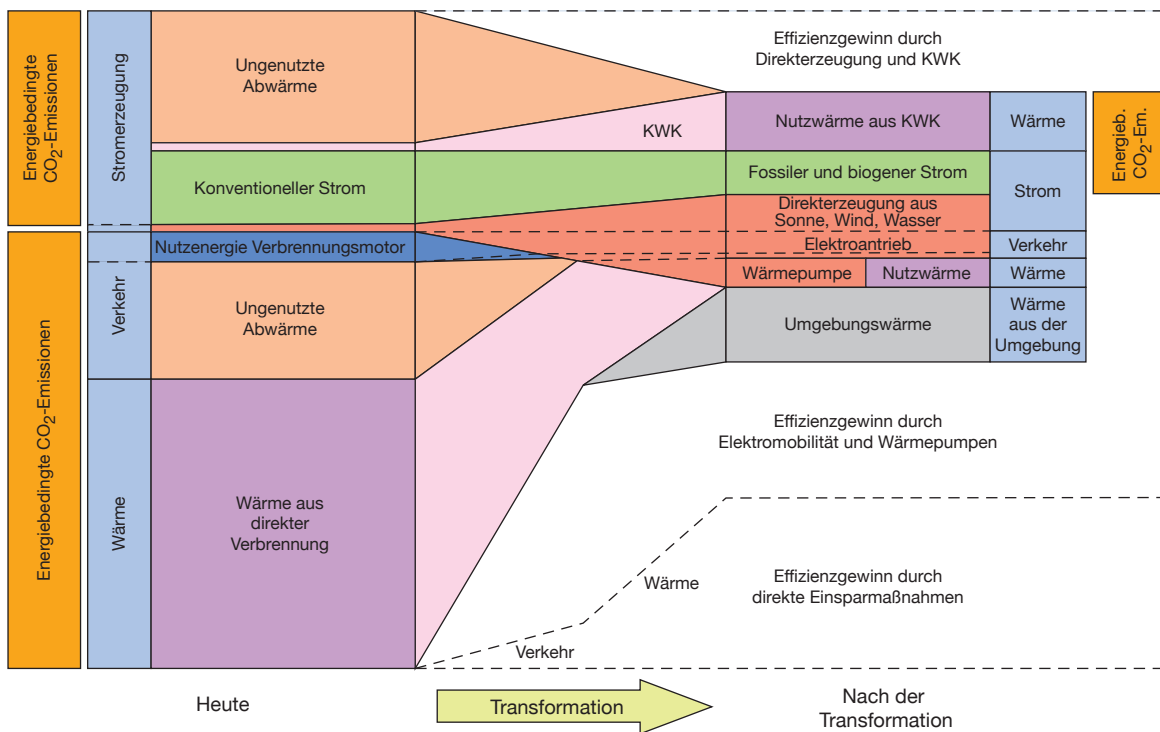 Energiebedingte
CO2-Emissionen
Stromerzeugung
Ungenutzte
Abwärme
Konventioneller Strom
KWK
Effizienzgewinn durch
Direkterzeugung und KWK
Nutzwärme aus KWK
Wärme
Energieb.
CO2-Em.
Fossiler und biogener Strom
Strom
Direkterzeugung aus
Sonne, Wind, Wasser
Energiebedingte CO2-Emissionen
Verkehr
Nutzenergie Verbrennungsmotor
Elektroantrieb
Verkehr
Wärmepumpe
Nutzwärme
Wärme
Ungenutzte
Abwärme
Umgebungswärme
Wärme
aus der
Umgebung
Effizienzgewinn durch
Elektromobilität und Wärmepumpen
Wärme
Wärme aus
direkter
Verbrennung
Wärme
Effizienzgewinn durch
direkte Einsparmaßnahmen
Verkehr
Heute
Transformation
Nach der
Transformation